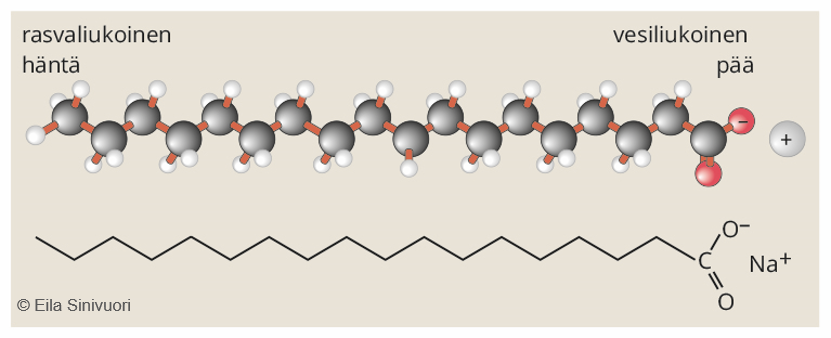 rasvaliukoinen
häntä
vesiliukoinen
pää
−
+
O−
C
Na+
O
© Eila Sinivuori